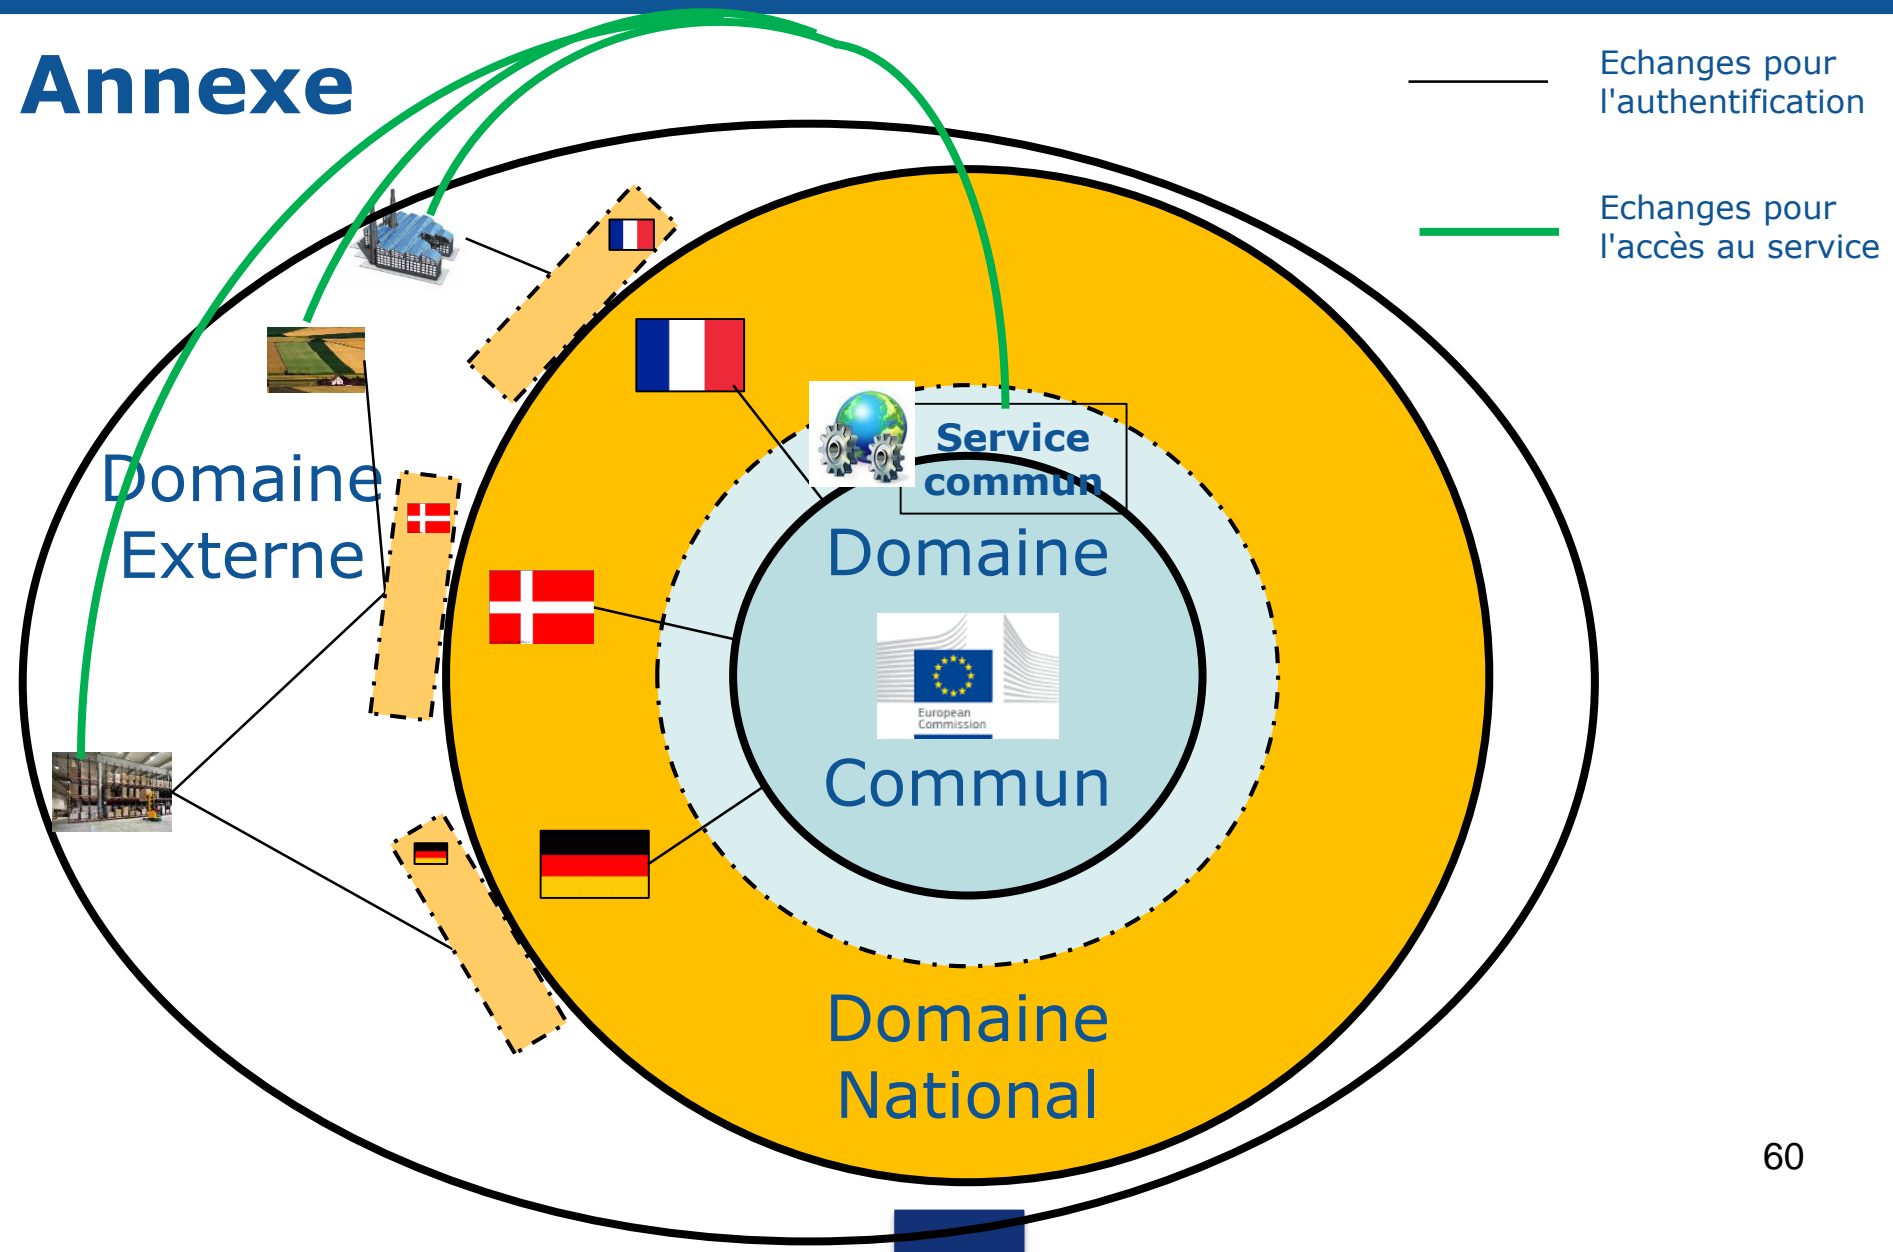 Annexe
Echanges pour
l'authentification
Echanges pour
l'accès au service
Service
commun
Domaine
Externe
Domaine
European
Commission
Commun
Domaine
National
60